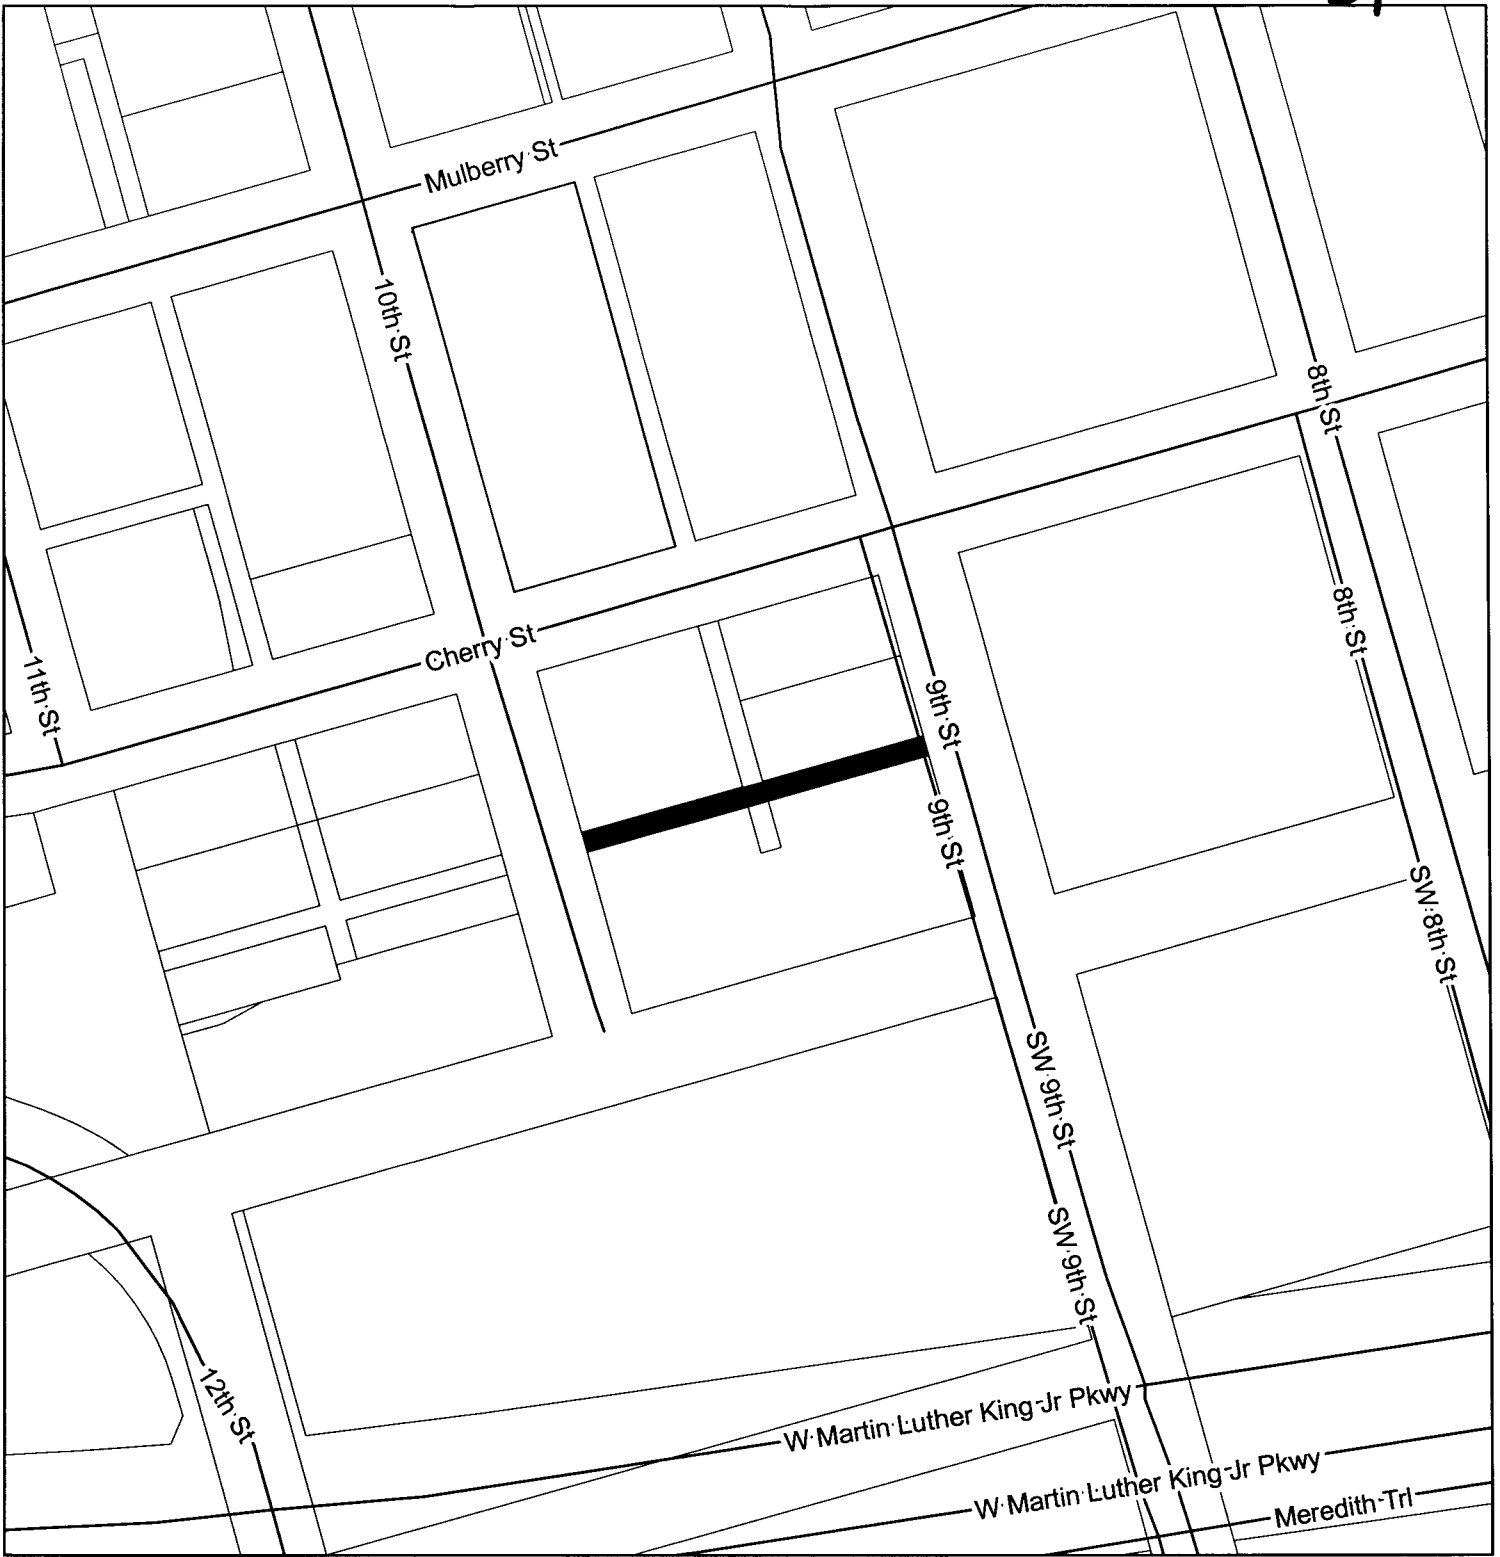 Mulberry St
10th St
8th St
8th St
Cherry St
11th St
9th St
9th St
SW 8th St
SW 9th St
SW 9th St
12th St
W Martin Luther King Jr Pkwy
W Martin Luther King Jr Pkwy
Meredith Trl